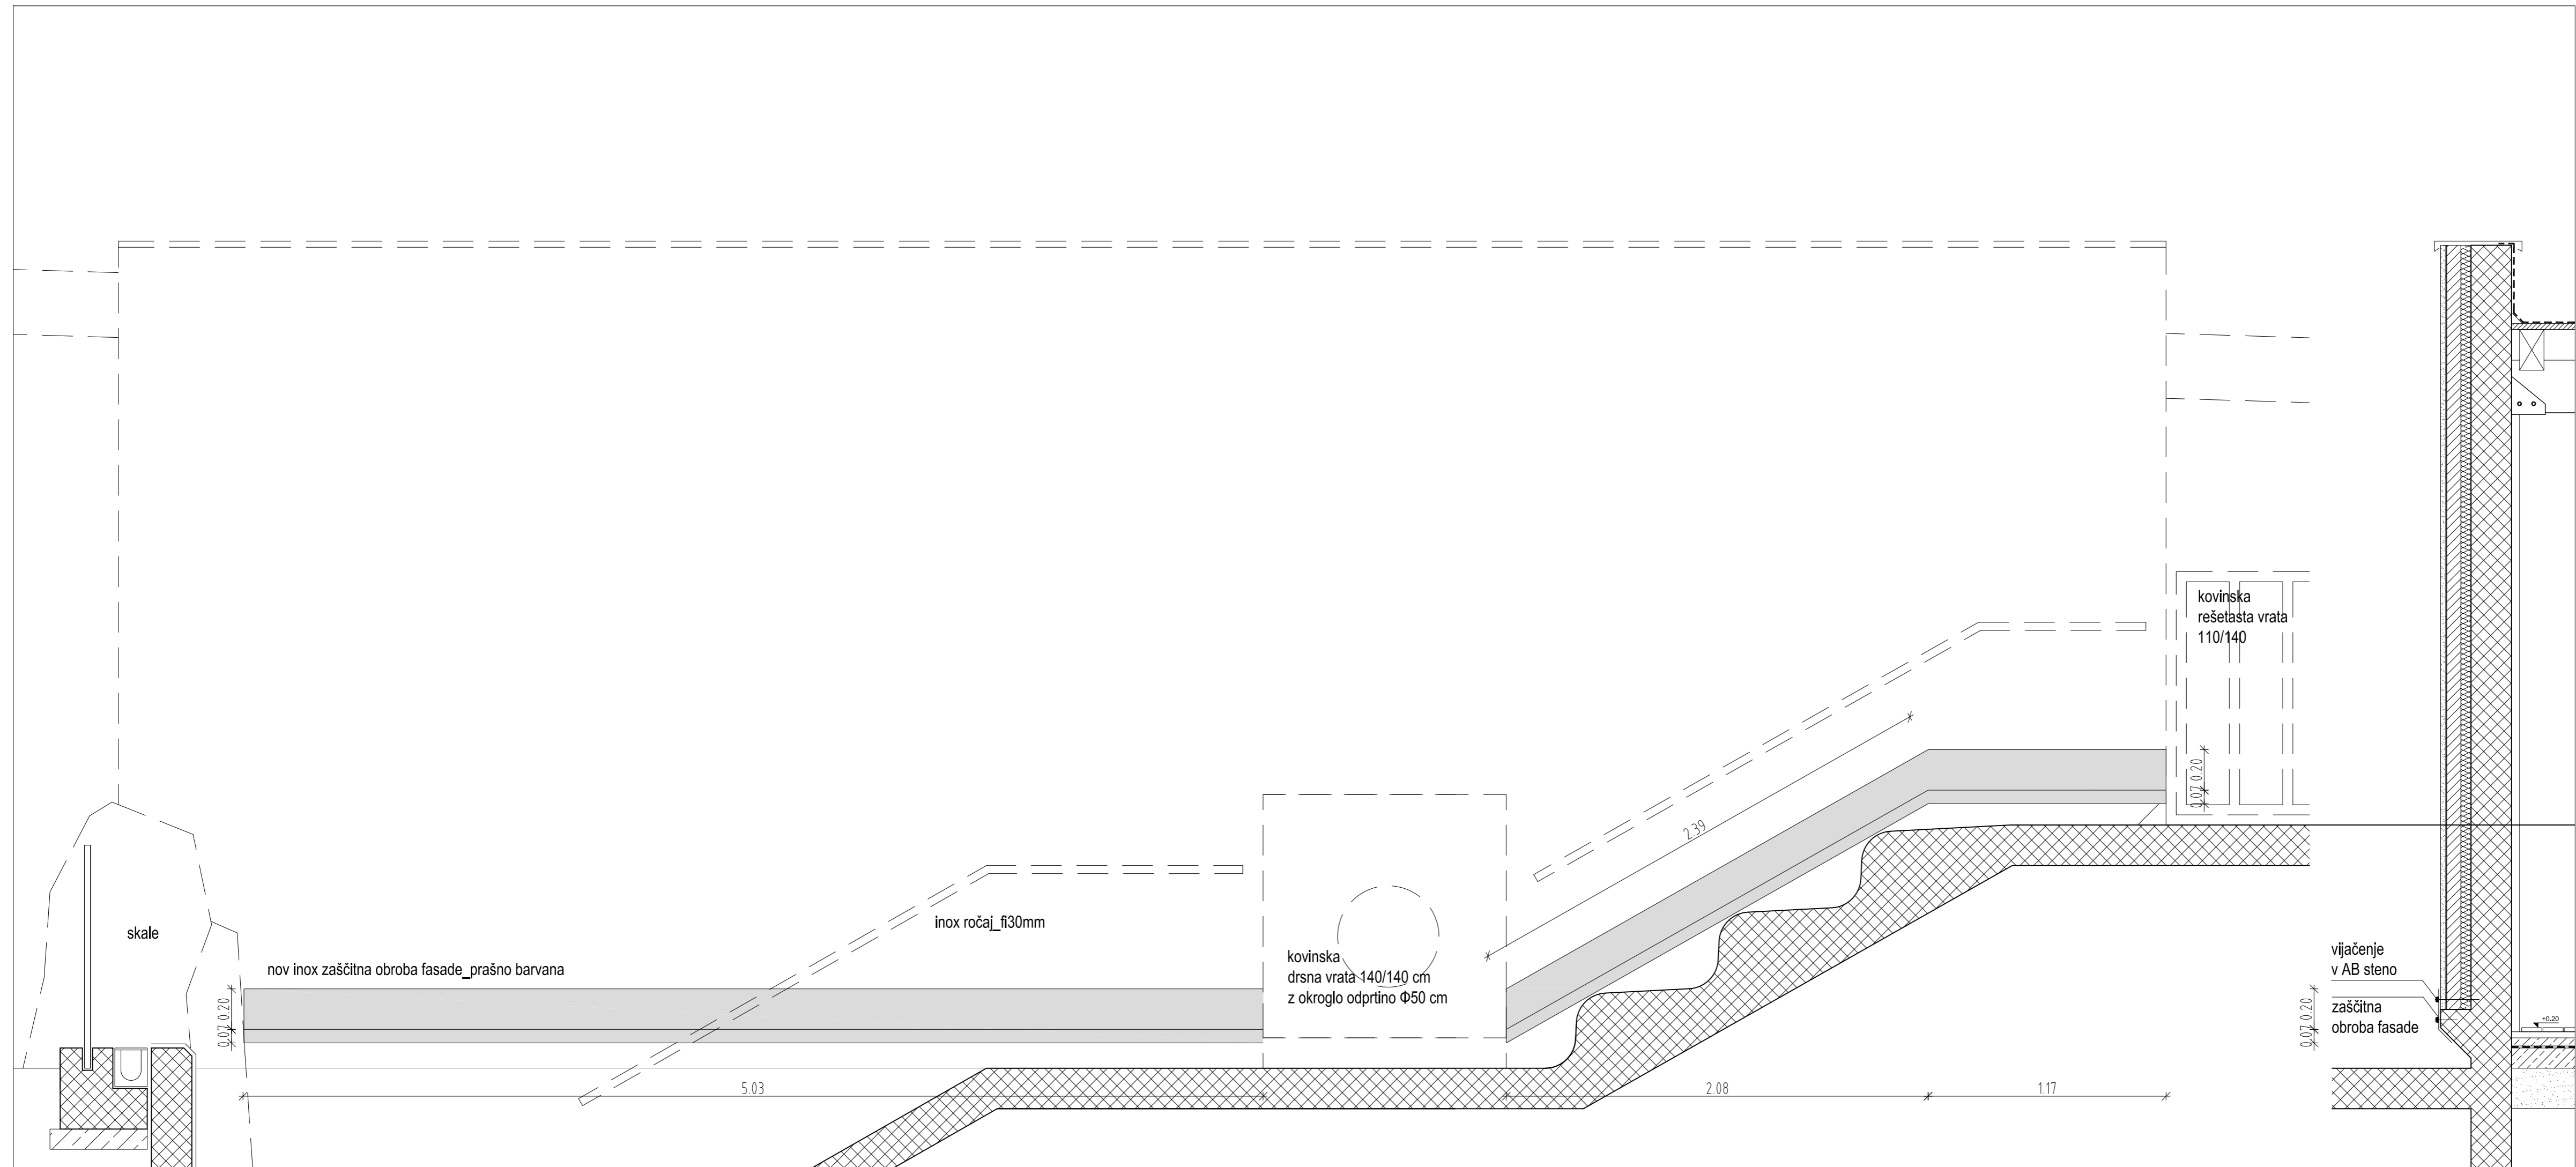 kovinska
rešetasta vrata
110/140
0.20
0.07
2.39
skale
inox ročaj_fi30mm
nov inox zaščitna obroba fasade_prašno barvana
0.20
0.07
kovinska
drsna vrata 140/140 cm
z okroglo odprtino Φ50 cm
vijačenje
v AB steno
zaščitna
obroba fasade
0.20
0.07
+0.20
5.03
2.08
1.17